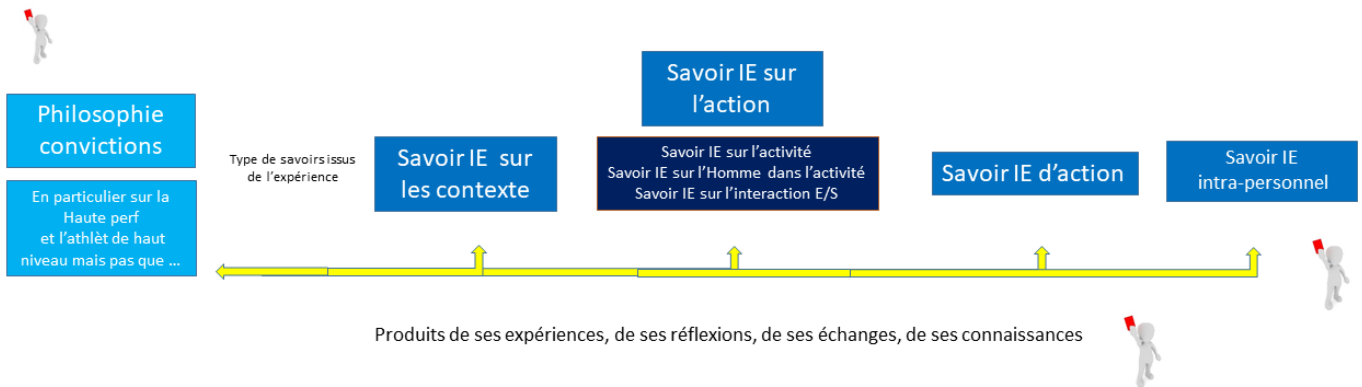 Philosophie
convictions
En particulier sur la
Haute perf
et l'athlèt de haut
niveau mais pas que …
Type de savoirs issus
de l'expérience
Savoir IE sur
les contexte
Savoir IE sur
l'action
Savoir IE sur l'activité
Savoir IE sur l'Homme dans l'activité
Savoir IE sur l'interaction E/S
Savoir IE d'action
Savoir IE
intra-personnel
Produits de ses expériences, de ses réflexions, de ses échanges, de ses connaissances